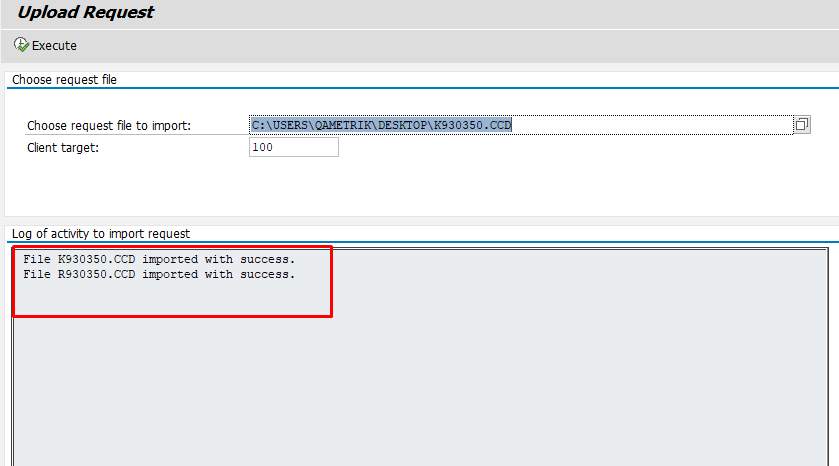 Upload Request
Execute
Choose request file
Choose request file to import: C:\USERS\QAMETRIK\DESKTOP\K930350.CCD
Client target: 100
Log of activity to import request
File K930350.CCD imported with success.
File R930350.CCD imported with success.